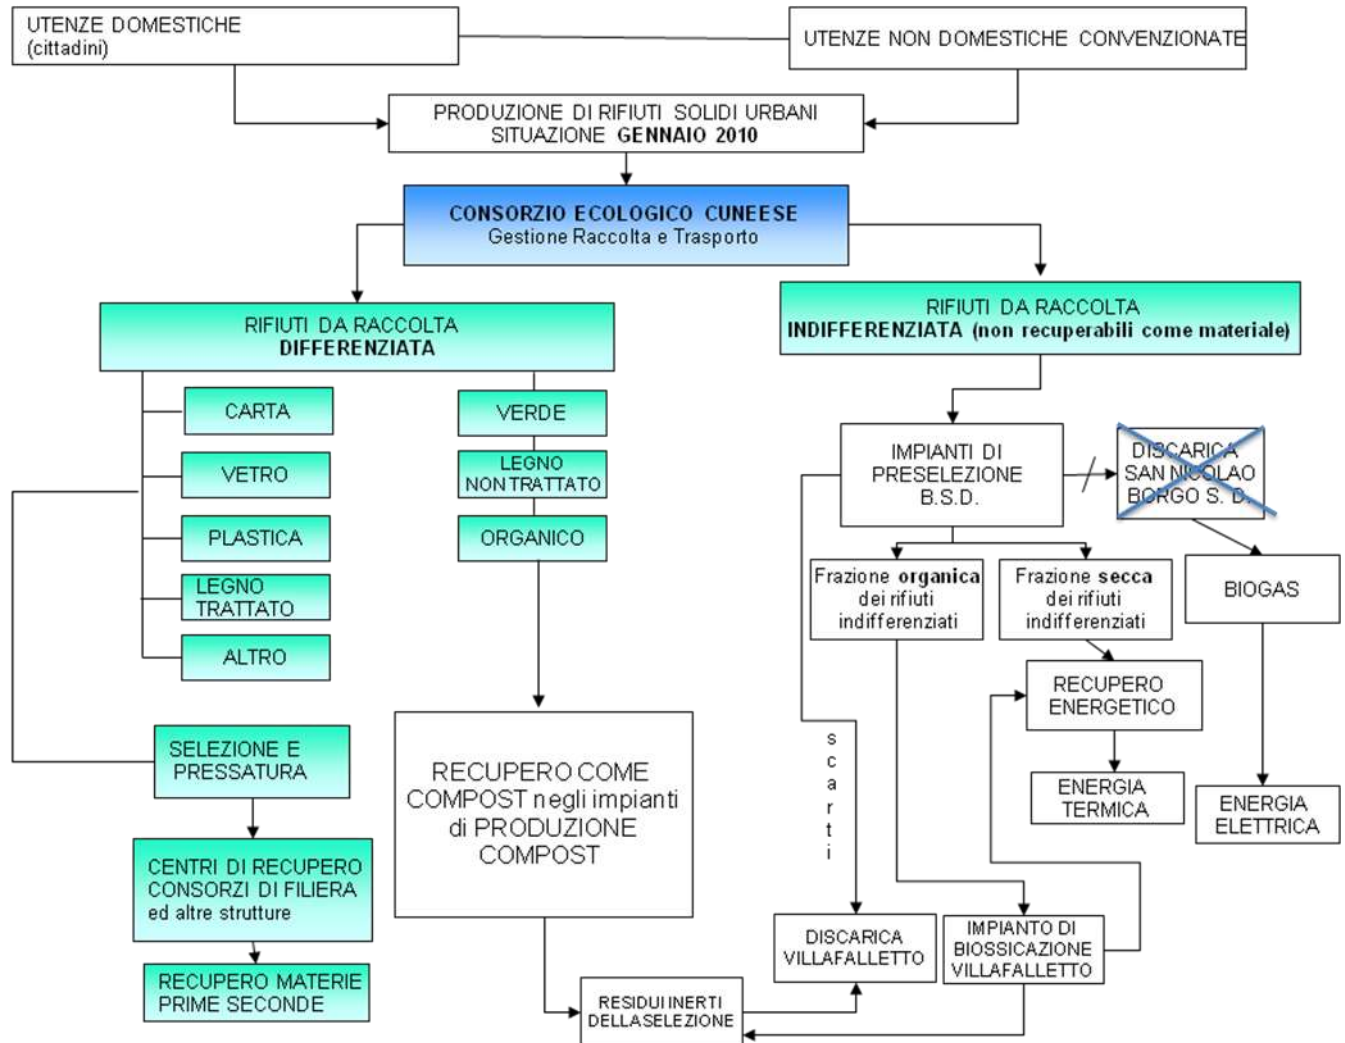 UTENZE DOMESTICHE
(cittadini)
UTENZE NON DOMESTICHE CONVENZIONATE
PRODUZIONE DI RIFIUTI SOLIDI URBANI
SITUAZIONE GENNAIO 2010
CONSORZIO ECOLOGICO CUNEESE
Gestione Raccolta e Trasporto
RIFIUTI DA RACCOLTA
DIFFERENZIATA
RIFIUTI DA RACCOLTA
INDIFFERENZIATA (non recuperabili come materiale)
CARTA
VETRO
PLASTICA
LEGNO
TRATTATO
ALTRO
VERDE
LEGNO
NON TRATTATO
ORGANICO
IMPIANTI DI
PRESELEZIONE
B.S.D.
DISCARICA
SAN NICOLAO
BORGO S. D.
Frazione organica
dei rifiuti
indifferenziati
Frazione secca
dei rifiuti
indifferenziati
BIOGAS
RECUPERO
ENERGETICO
ENERGIA
TERMICA
ENERGIA
ELETTRICA
SELEZIONE E
PRESSATURA
RECUPERO COME
COMPOST negli impianti
di PRODUZIONE
COMPOST
scarti
CENTRI DI RECUPERO
CONSORZI DI FILIERA
ed altre strutture
RECUPERO MATERIE
PRIME SECONDE
DISCARICA
VILLAFALLETTO
IMPIANTO DI
BIOSSICAZIONE
VILLAFALLETTO
RESIDUI INERTI
DELLASELEZIONE